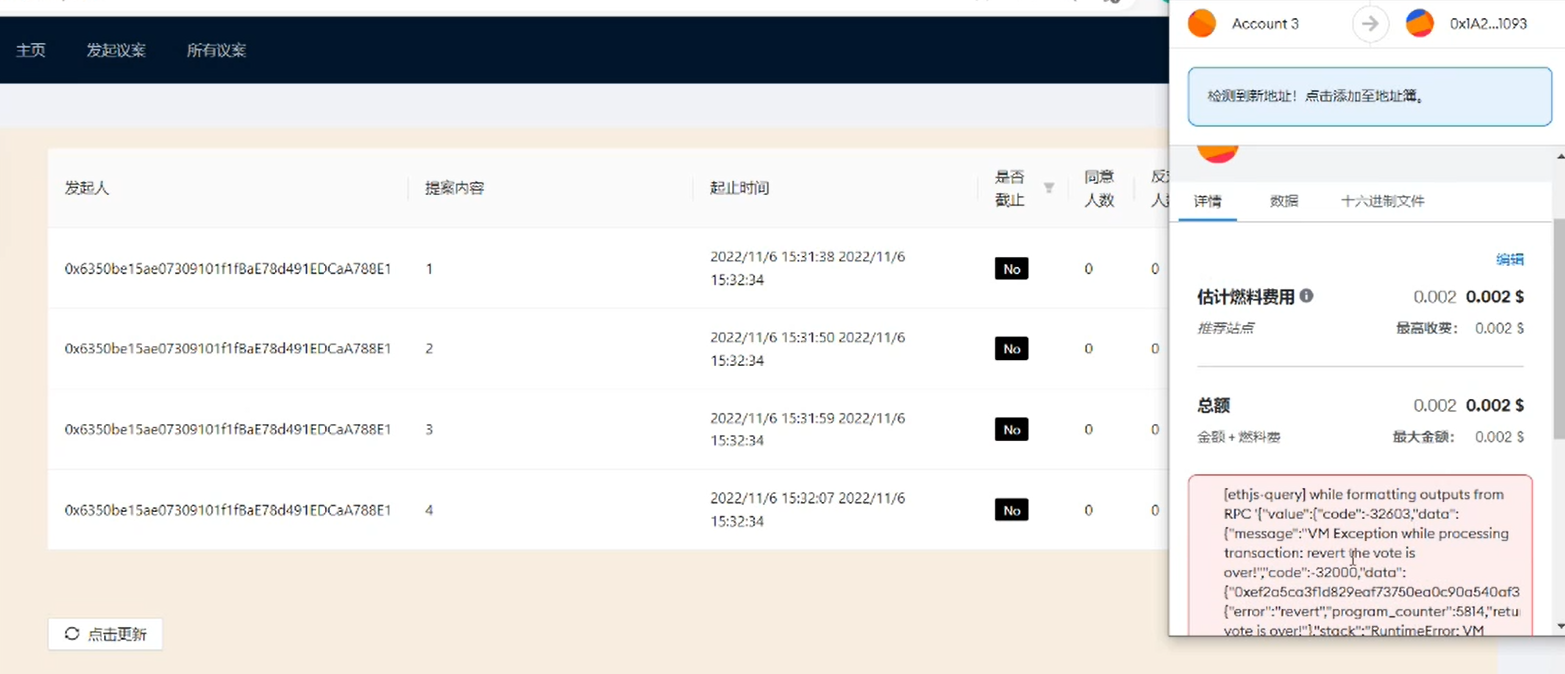 主页 发起议案 所有议案
发起人 提案内容 起止时间 是否截止 同意人数
0x6350be15ae07309101f1fBaE78d491EDCaA788E1 1 2022/11/6 15:31:38 2022/11/6 15:32:34 No 0 0
0x6350be15ae07309101f1fBaE78d491EDCaA788E1 2 2022/11/6 15:31:50 2022/11/6 15:32:34 No 0 0
0x6350be15ae07309101f1fBaE78d491EDCaA788E1 3 2022/11/6 15:31:59 2022/11/6 15:32:34 No 0 0
0x6350be15ae07309101f1fBaE78d491EDCaA788E1 4 2022/11/6 15:32:07 2022/11/6 15:32:34 No 0 0
点击更新
Account 3 0x1A2...1093
检测到新地址！点击添加至地址簿。
详情 数据 十六进制文件
编辑
估计燃料费用 0.002 0.002 $
推荐站点 最高收费： 0.002 $
总额 0.002 0.002 $
金额 + 燃料费 最大金额： 0.002 $
[ethjs-query] while formatting outputs from
RPC '{"value":{"code":-32603,"data":
{"message":"VM Exception while processing
transaction: revert the vote is
over!","code":-32000,"data":
{"0xef2a5ca3f1d829eaf73750ea0c90a540af3
{"error":"revert","program_counter":5814,"retu
vote is over!"},"stack":"RuntimeError: VM